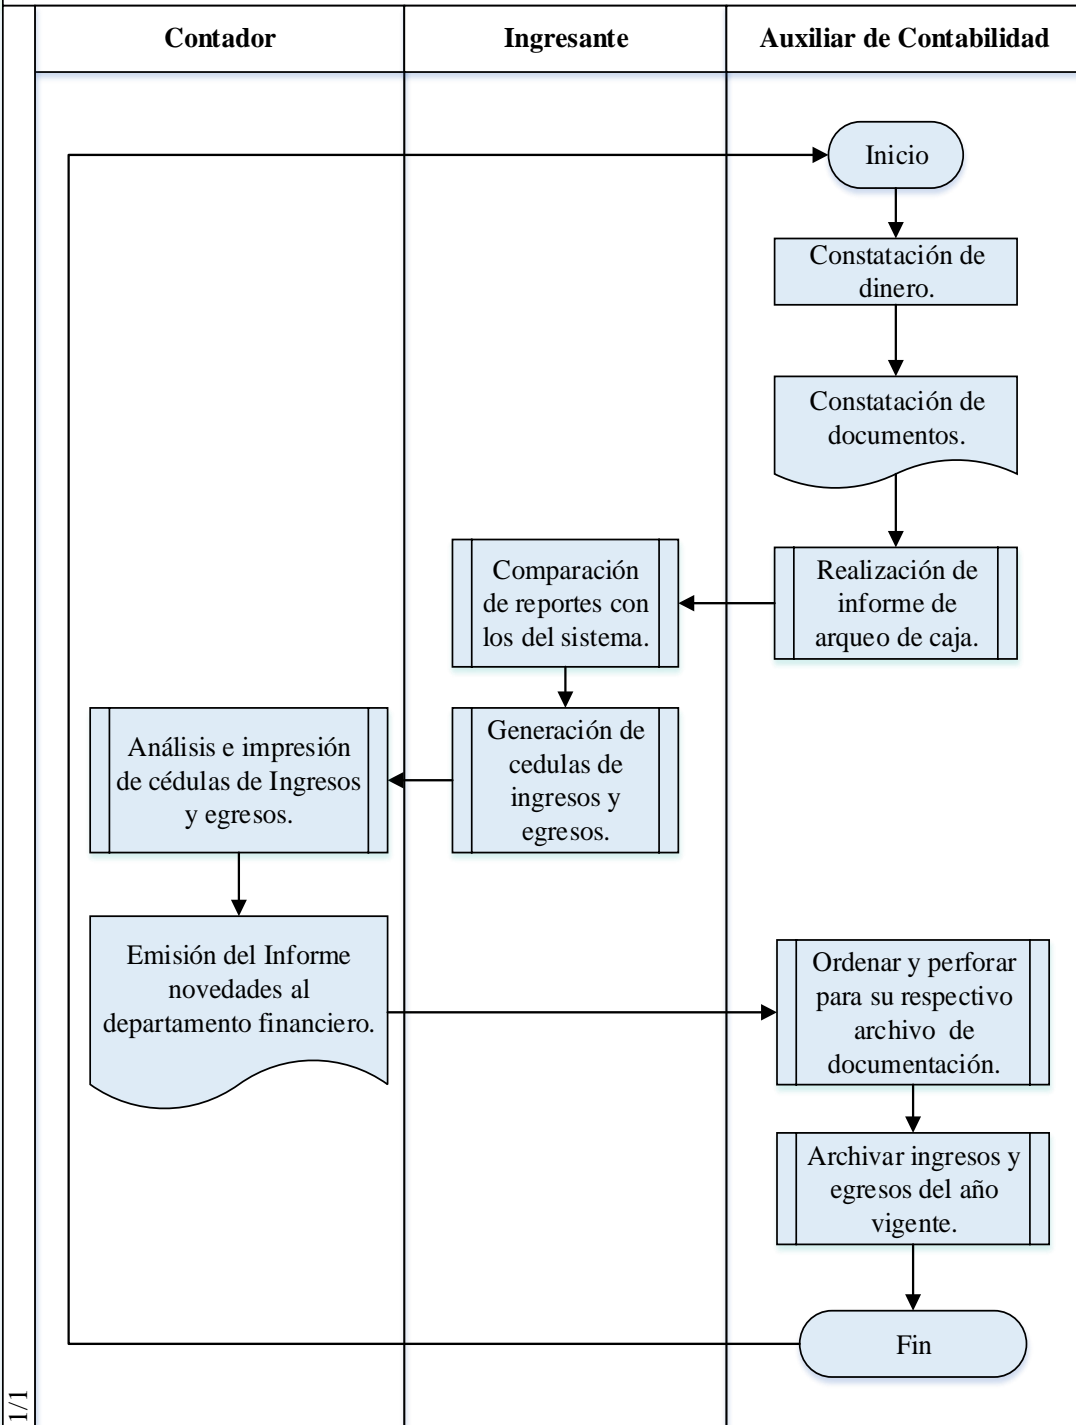 Contador
Ingresante
Auxiliar de Contabilidad
Inicio
Constatación de
dinero.
Constatación de
documentos.
Realización de
informe de
arqueo de caja.
Comparación
de reportes con
los del sistema.
Generación de
cedulas de
ingresos y
egresos.
Análisis e impresión
de cédulas de Ingresos
y egresos.
Emisión del Informe
novedades al
departamento financiero.
Ordenar y perforar
para su respectivo
archivo de
documentación.
Archivar ingresos y
egresos del año
vigente.
Fin
1/1